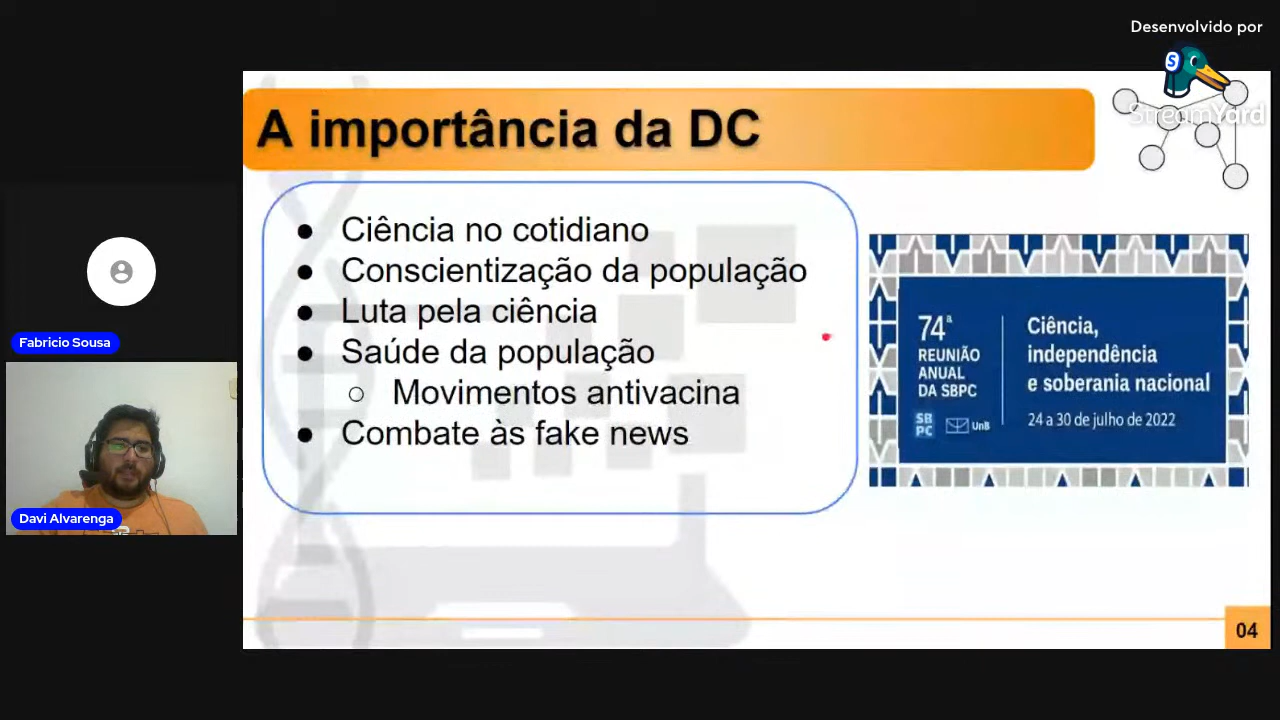 Desenvolvido por
StreamYard
A importância da DC
● Ciência no cotidiano
● Conscientização da população
● Luta pela ciência
● Saúde da população
○ Movimentos antivacina
● Combate às fake news
74ª
REUNIÃO
ANUAL
DA SBPC
SB
PC
UnB
Ciência,
independência
e soberania nacional
24 a 30 de julho de 2022
Fabricio Sousa
Davi Alvarenga
04